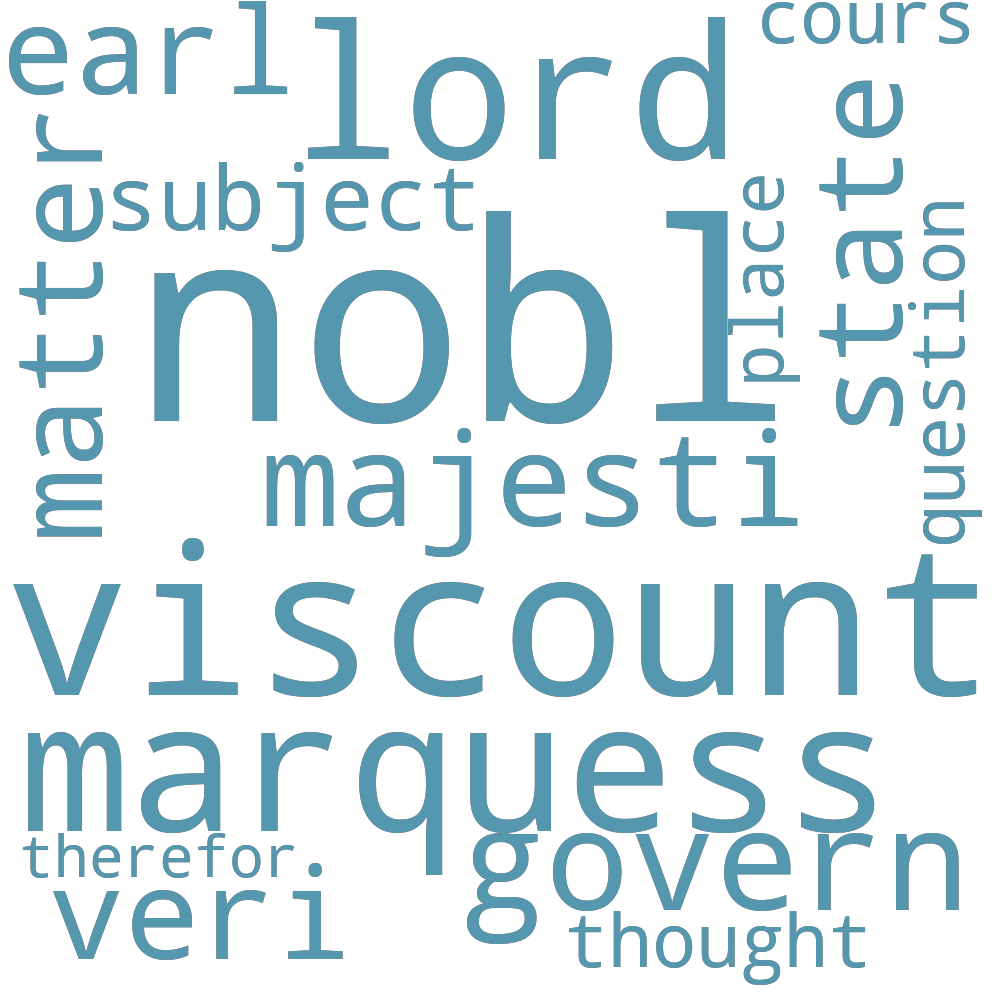 earl
lord
cours
matter
subject
state
place
question
nobl
majesti
viscount
marquess
therefor
govern
veri
thought